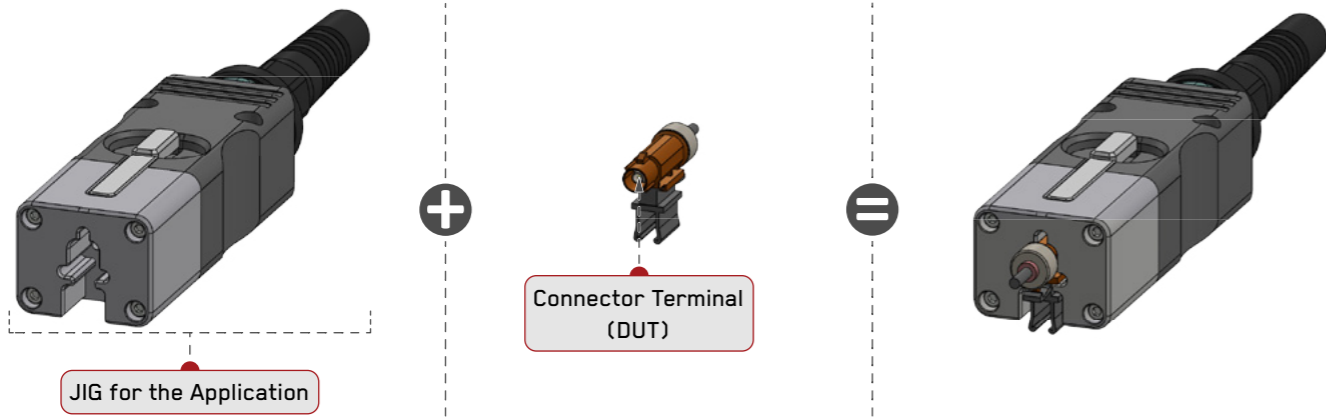 Connector Terminal
(DUT)
JIG for the Application